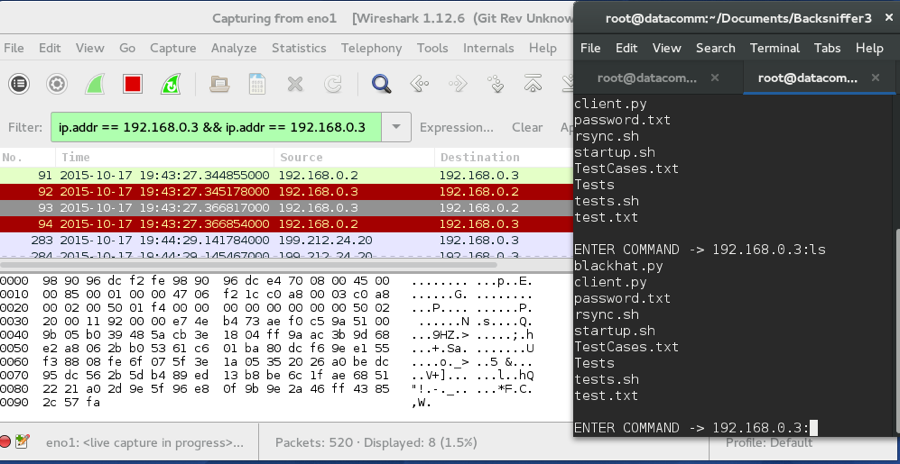 Capturing from eno1 [Wireshark 1.12.6 (Git Rev Unknow
File Edit View Go Capture Analyze Statistics Telephony Tools Internals Help
Filter: ip.addr == 192.168.0.3 && ip.addr == 192.168.0.3 Expression... Clear Ap
No. Time Source Destination
91 2015-10-17 19:43:27.344855000 192.168.0.2 192.168.0.3
92 2015-10-17 19:43:27.345178000 192.168.0.3 192.168.0.2
93 2015-10-17 19:43:27.366817000 192.168.0.3 192.168.0.2
94 2015-10-17 19:43:27.366854000 192.168.0.2 192.168.0.3
283 2015-10-17 19:44:29.141784000 199.212.24.20 192.168.0.3
284 2015-10-17 19:44:29.145467000 199.212.24.20 192.168.0.3
0000 98 90 96 dc f2 fe 98 90 96 dc e4 70 08 00 45 00 ........ ...p..E.
0010 00 85 00 01 00 00 47 06 f2 1c c0 a8 00 03 c0 a8 ......G. ........
0020 00 02 00 50 01 f4 00 00 00 00 00 00 00 00 50 02 ...P.... ......P.
0030 20 00 11 92 00 00 e7 4e b4 73 ae f0 c5 9a 51 00 ......N .s....Q.
0040 9b 05 b0 39 48 5a cb 3e 18 04 ff 9a ac 3b 9d 68 ...9HZ.> .....;.h
0050 e2 a8 06 2b b0 53 61 c6 01 ba 80 dc f6 9e e1 55 ...+.Sa. .......U
0060 f3 88 08 fe 6f 07 5f 3e 1a 05 35 20 26 a0 be dc ....o._> ..5 &...
0070 95 dc 56 2b 5d b4 89 ed 13 b8 be 6c 1f ae 68 51 ..V+]... ...l..hQ
0080 22 21 a0 2d 9e 5f 96 e8 0f 9b 9e 2a 46 ff 43 85 "!.-._.. ...*F.C.
0090 2c 57 fa ,W.
eno1: <live capture in progress>... Packets: 520 · Displayed: 8 (1.5%) Profile: Default
root@datacomm:~/Documents/Backsniffer3 ×
File Edit View Search Terminal Tabs Help
root@datacom... × root@datacom... ×
client.py
password.txt
rsync.sh
startup.sh
TestCases.txt
Tests
tests.sh
test.txt
ENTER COMMAND -> 192.168.0.3:ls
blackhat.py
client.py
password.txt
rsync.sh
startup.sh
TestCases.txt
Tests
tests.sh
test.txt
ENTER COMMAND -> 192.168.0.3: